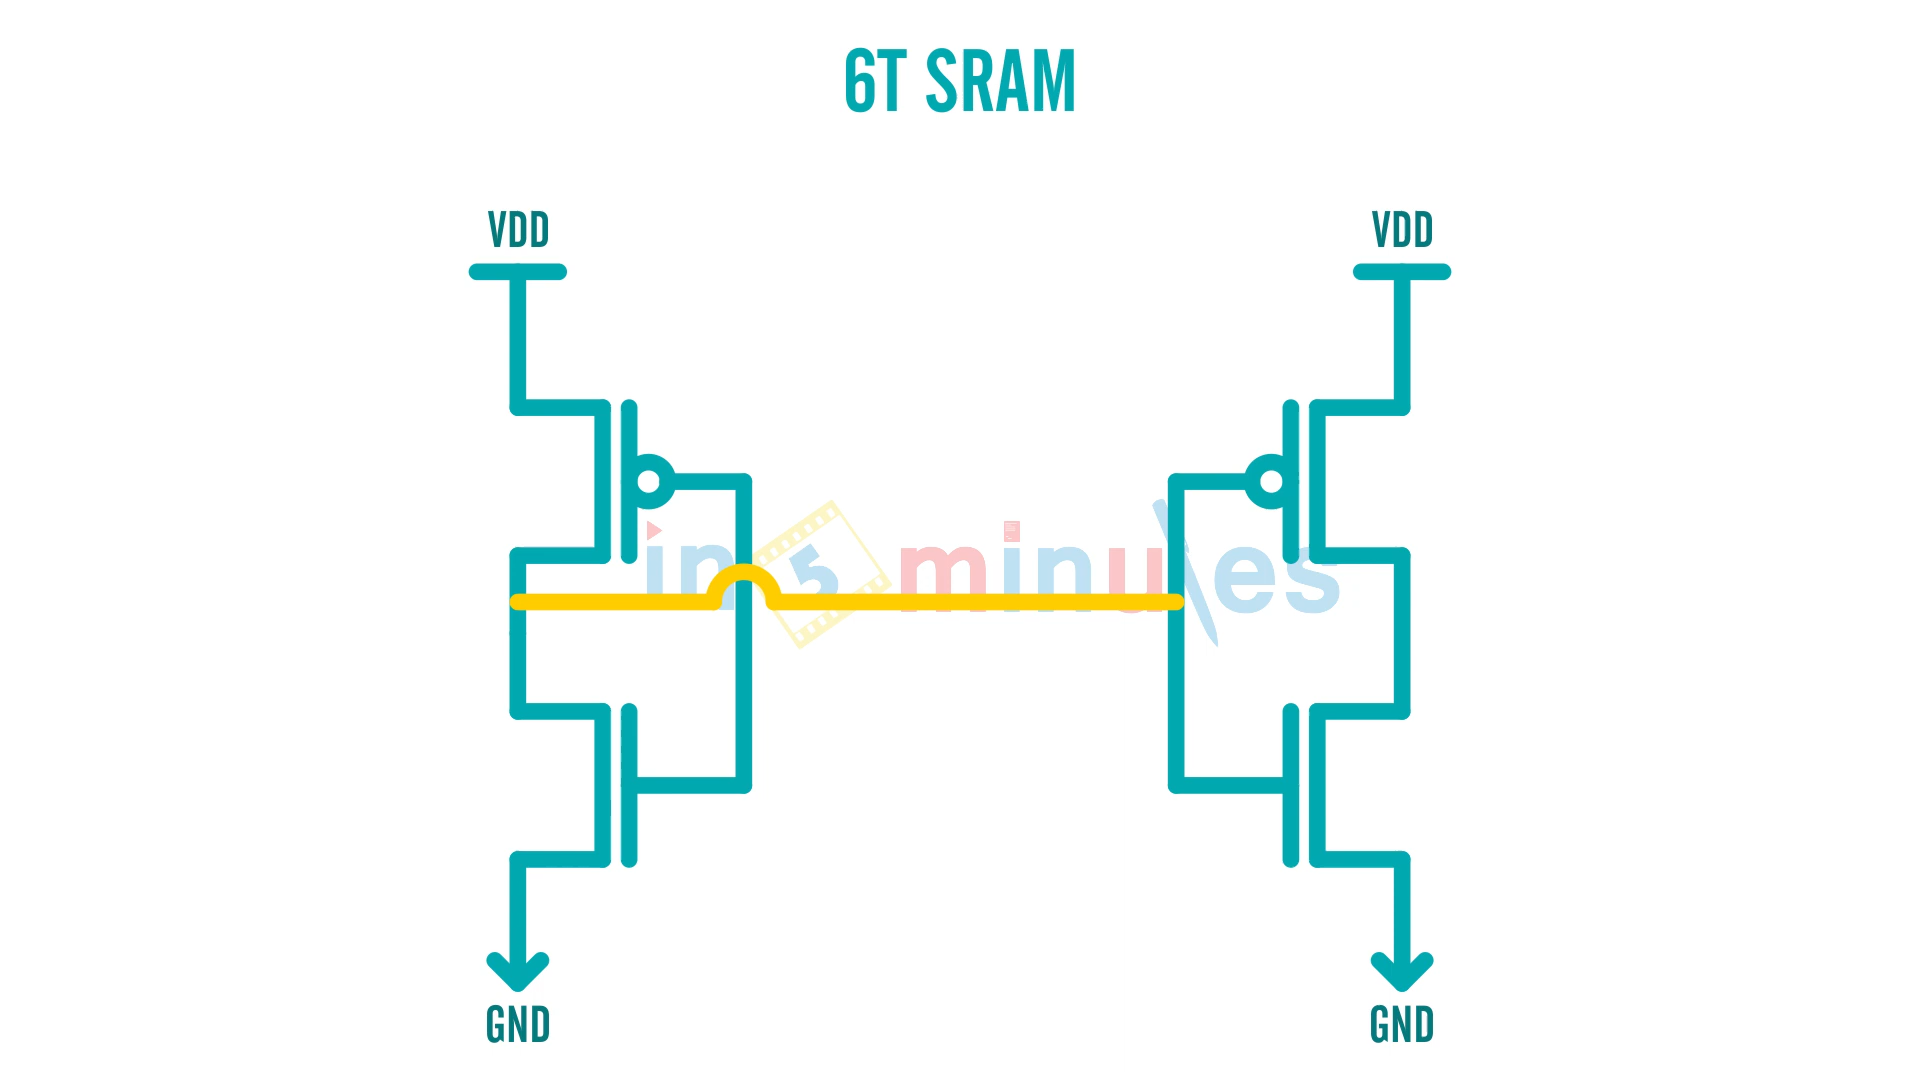 6T SRAM
VDD
VDD
in 5 minutes
GND
GND